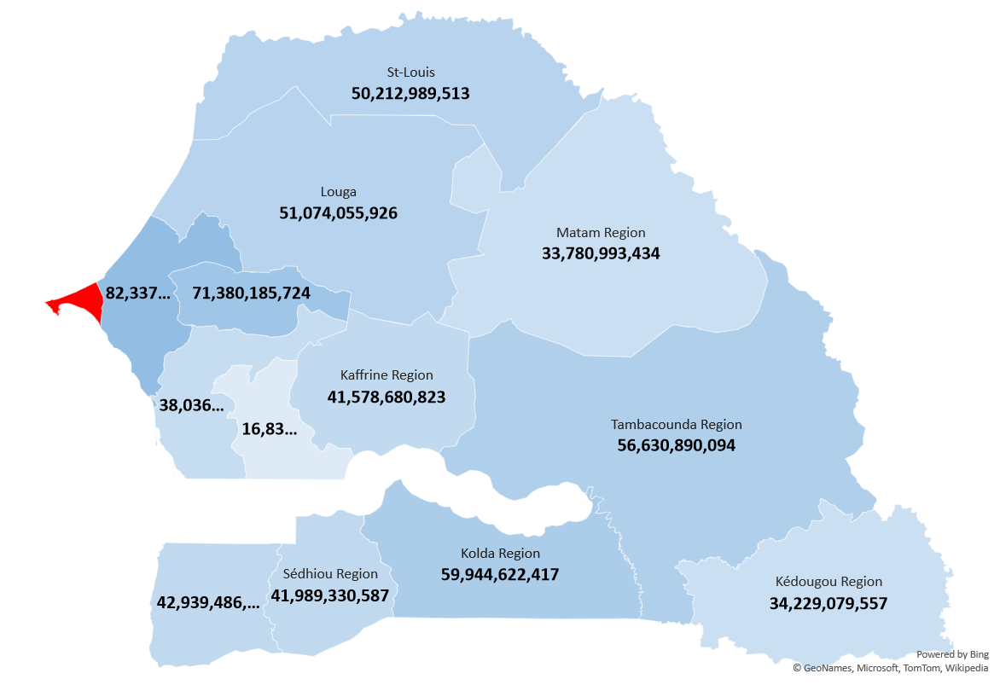 St-Louis
50,212,989,513
Louga
51,074,055,926
Matam Region
33,780,993,434
82,337...
71,380,185,724
Kaffrine Region
41,578,680,823
38,036...
16,83...
Tambacounda Region
56,630,890,094
Kolda Region
59,944,622,417
Sédhiou Region
41,989,330,587
42,939,486,...
Kédougou Region
34,229,079,557
Powered by Bing
© GeoNames, Microsoft, TomTom, Wikipedia